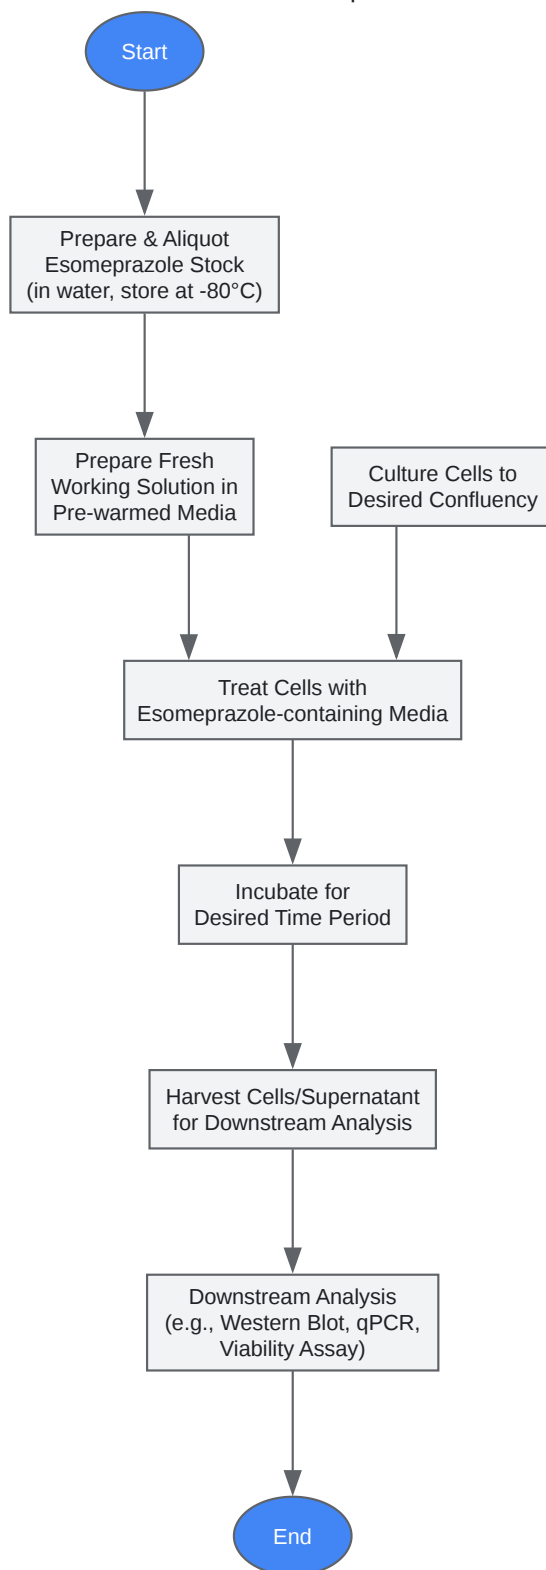 Start
Prepare & Aliquot
Esomeprazole Stock
(in water, store at -80°C)
Prepare Fresh
Working Solution in
Pre-warmed Media
Culture Cells to
Desired Confluency
Treat Cells with
Esomeprazole-containing Media
Incubate for
Desired Time Period
Harvest Cells/Supernatant
for Downstream Analysis
Downstream Analysis
(e.g., Western Blot, qPCR,
Viability Assay)
End